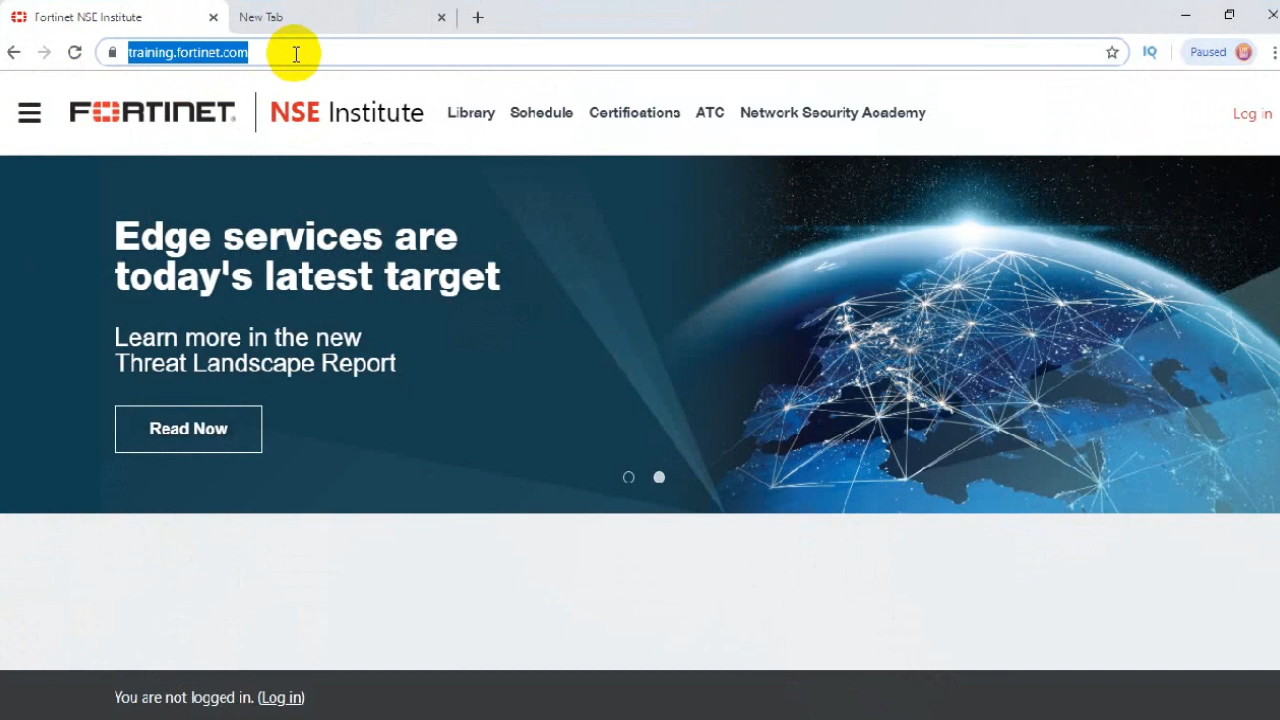 Fortinet NSE Institute
New Tab
training.fortinet.com
IQ
Paused
FORTINET. NSE Institute
Library Schedule Certifications ATC Network Security Academy
Log in
Edge services are
today's latest target
Learn more in the new
Threat Landscape Report
Read Now
You are not logged in. (Log in)